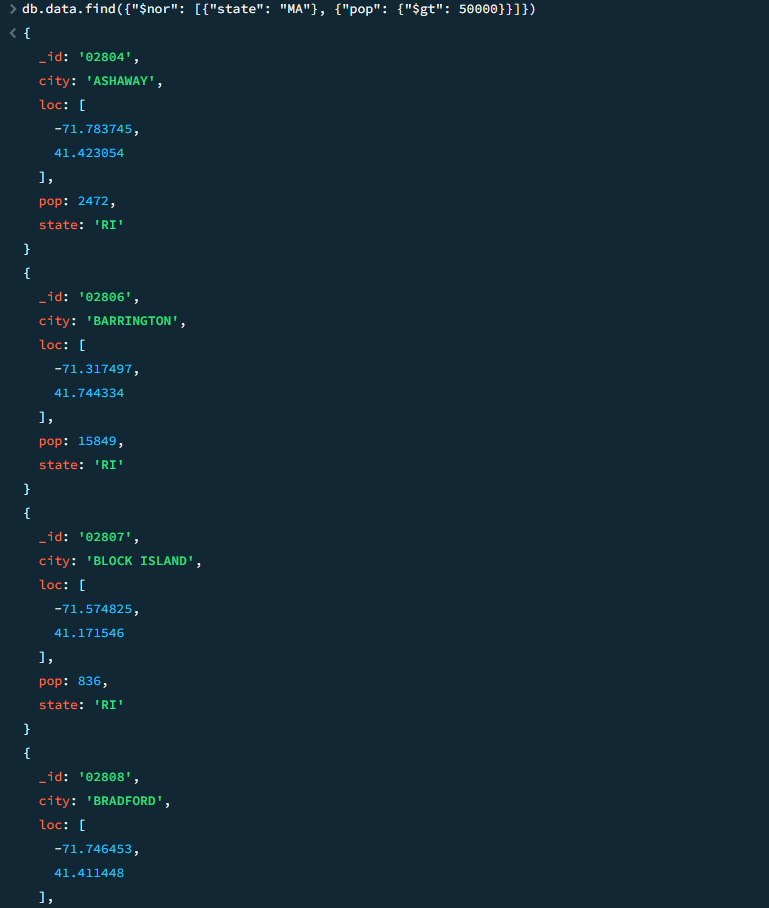 > db.data.find({"$nor": [{"state": "MA"}, {"pop": {"$gt": 50000}}]})
< {
_id: '02804',
city: 'ASHAWAY',
loc: [
-71.783745,
41.423054
],
pop: 2472,
state: 'RI'
}
{
_id: '02806',
city: 'BARRINGTON',
loc: [
-71.317497,
41.744334
],
pop: 15849,
state: 'RI'
}
{
_id: '02807',
city: 'BLOCK ISLAND',
loc: [
-71.574825,
41.171546
],
pop: 836,
state: 'RI'
}
{
_id: '02808',
city: 'BRADFORD',
loc: [
-71.746453,
41.411448
],